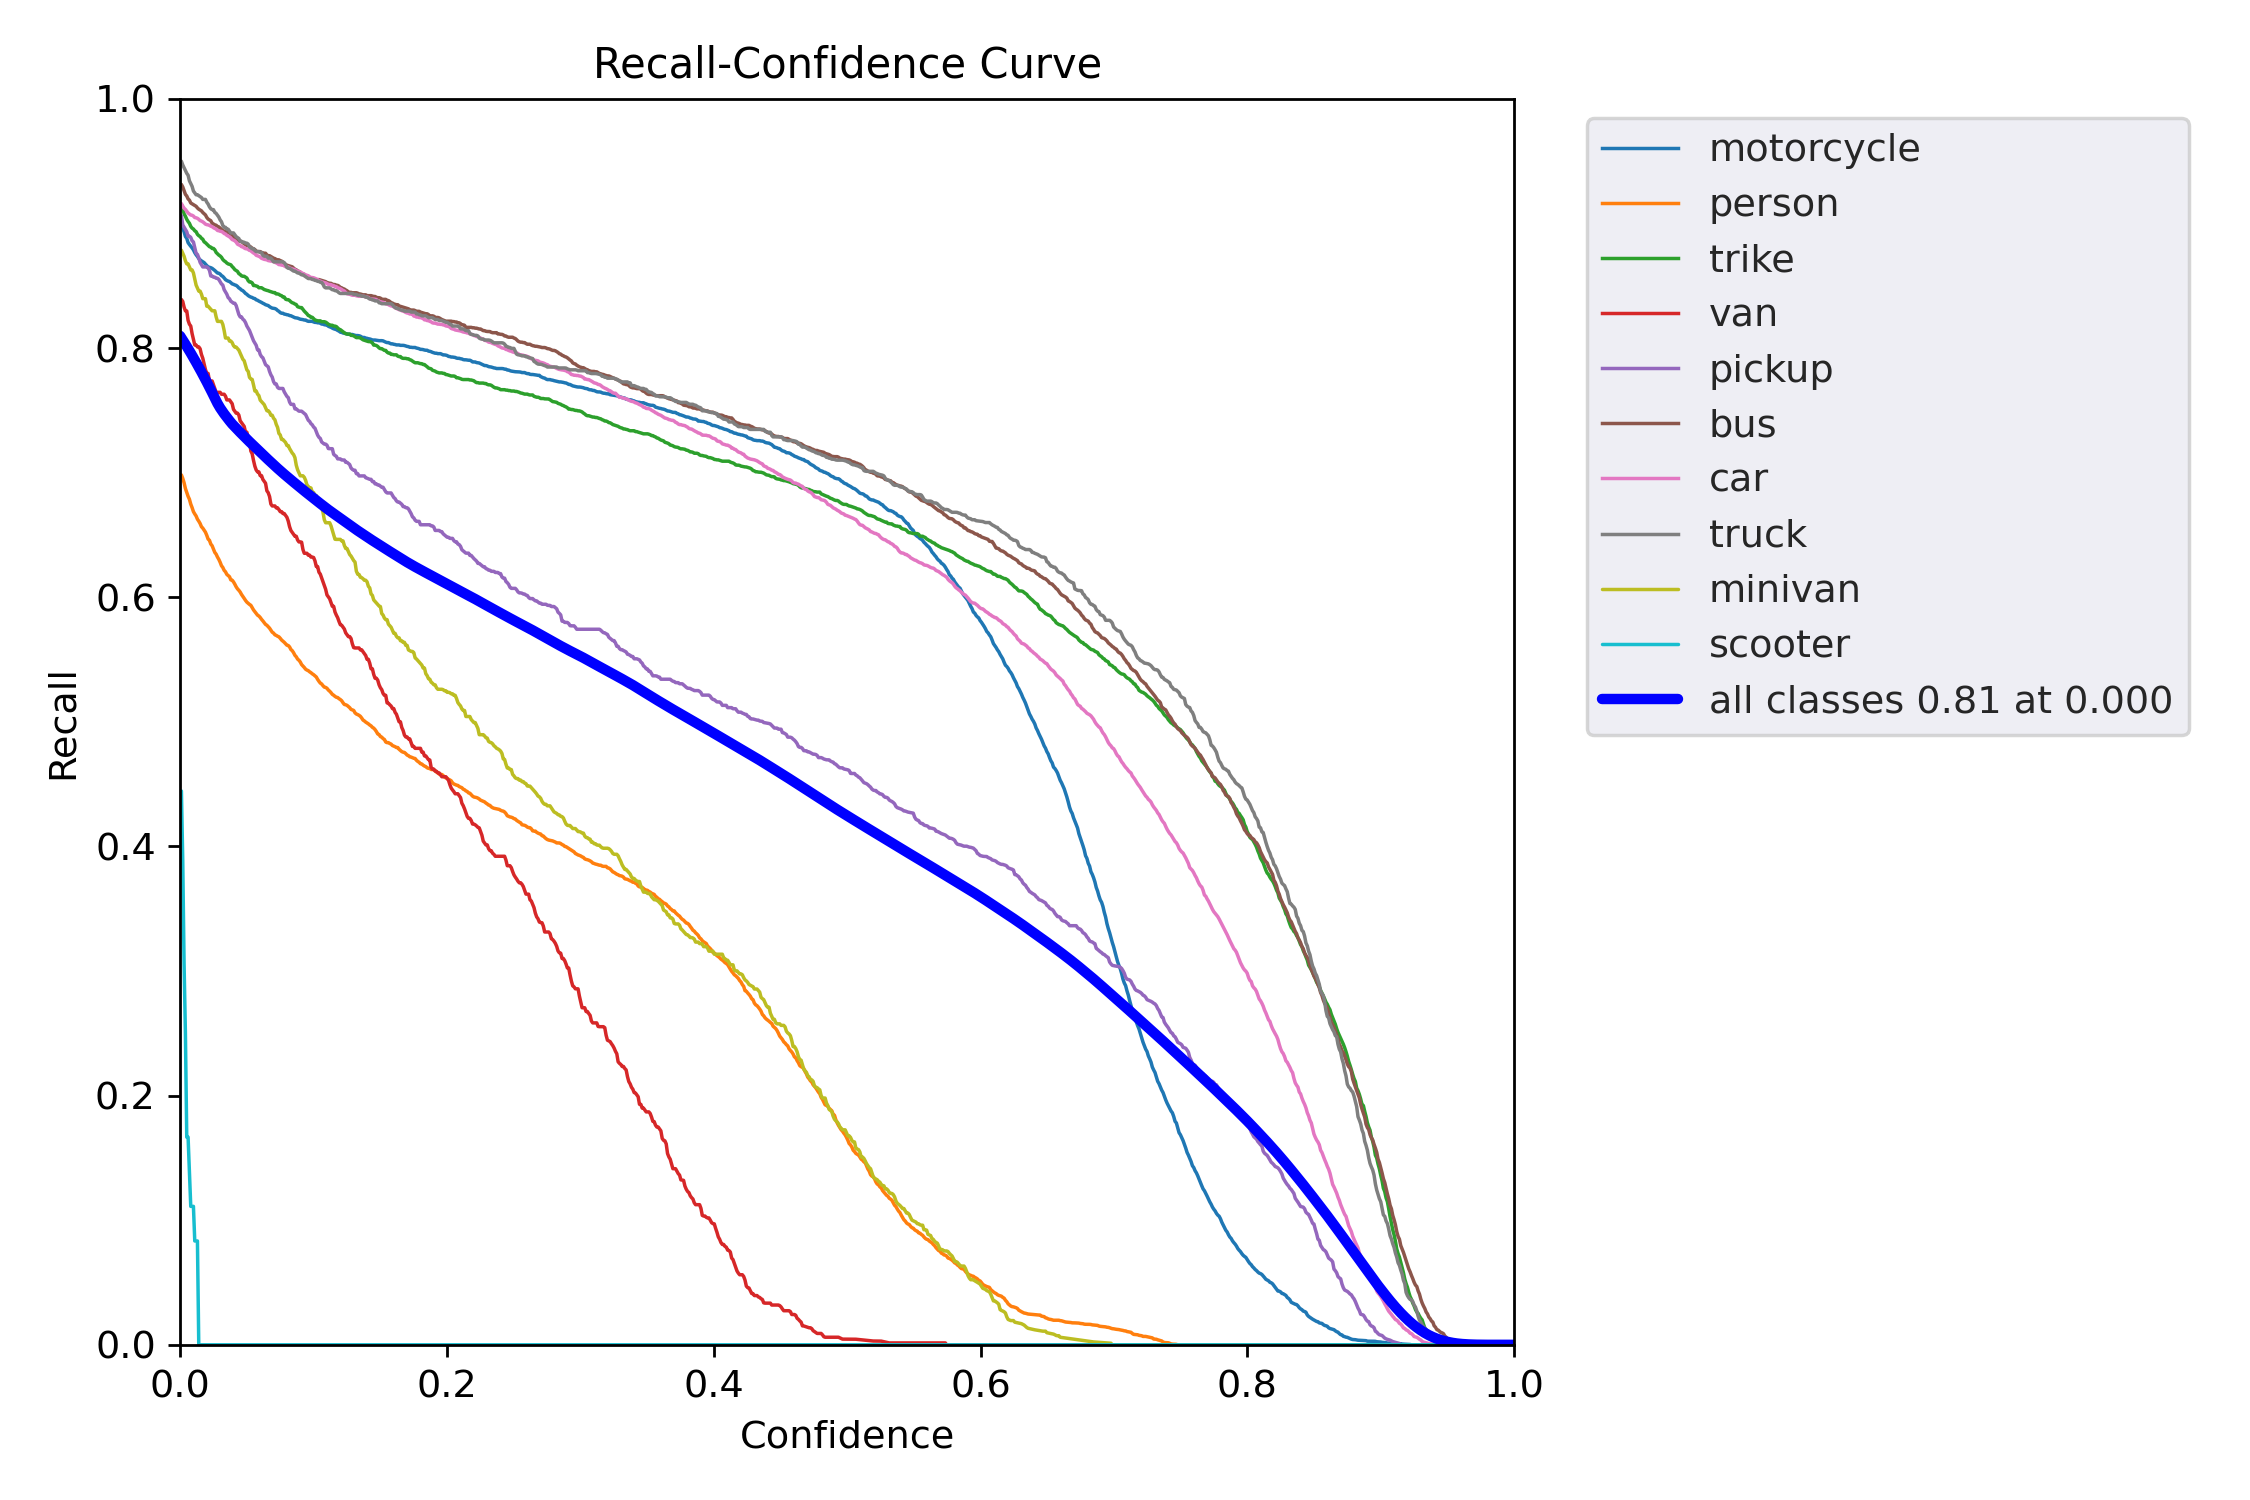 Recall-Confidence Curve
1.0
0.8
0.6
0.4
0.2
0.0
Recall
0.0 0.2 0.4 0.6 0.8 1.0
Confidence
motorcycle
person
trike
van
pickup
bus
car
truck
minivan
scooter
all classes 0.81 at 0.000